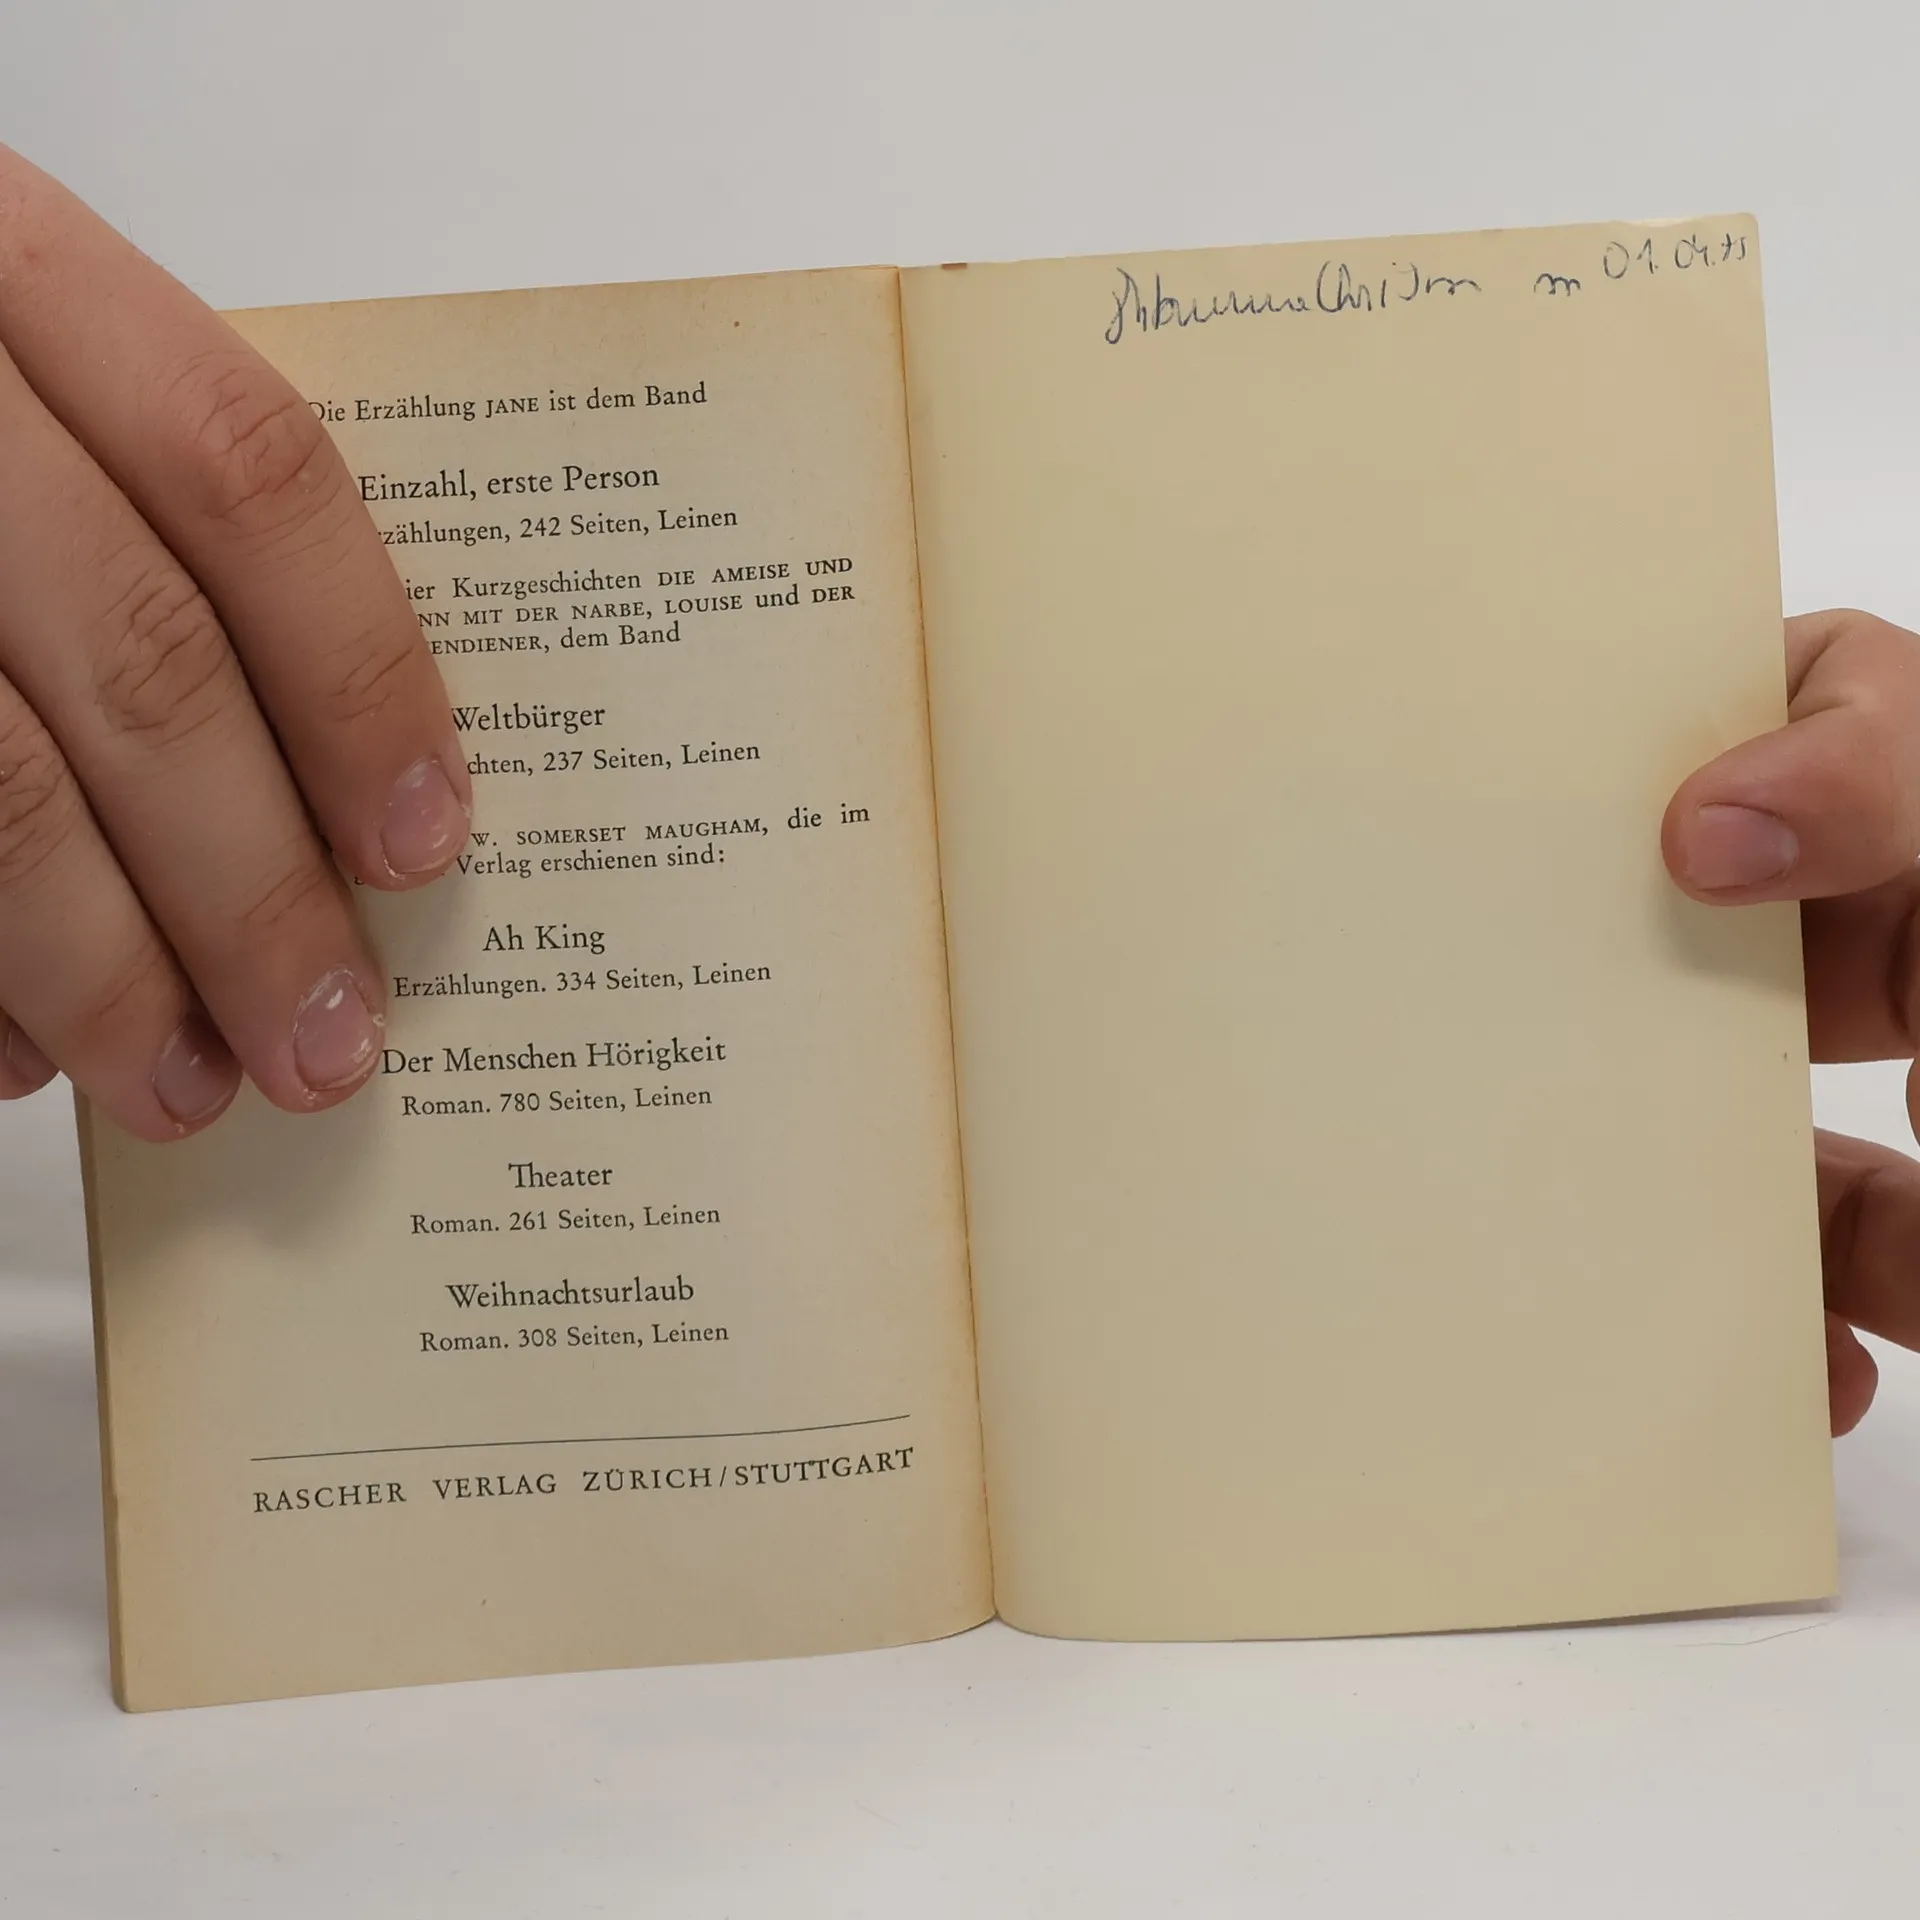 Die Erzählung JANE ist dem Band
Einzahl, erste Person
zählungen, 242 Seiten, Leinen
ier Kurzgeschichten DIE AMEISE UND
NN MIT DER NARBE, LOUISE und DER
ENDIENER, dem Band
Weltbürger
chten, 237 Seiten, Leinen
W. SOMERSET MAUGHAM, die im
Verlag erschienen sind:
Ah King
Erzählungen. 334 Seiten, Leinen
Der Menschen Hörigkeit
Roman. 780 Seiten, Leinen
Theater
Roman. 261 Seiten, Leinen
Weihnachtsurlaub
Roman. 308 Seiten, Leinen
RASCHER VERLAG ZÜRICH/STUTTGART
01.04.75